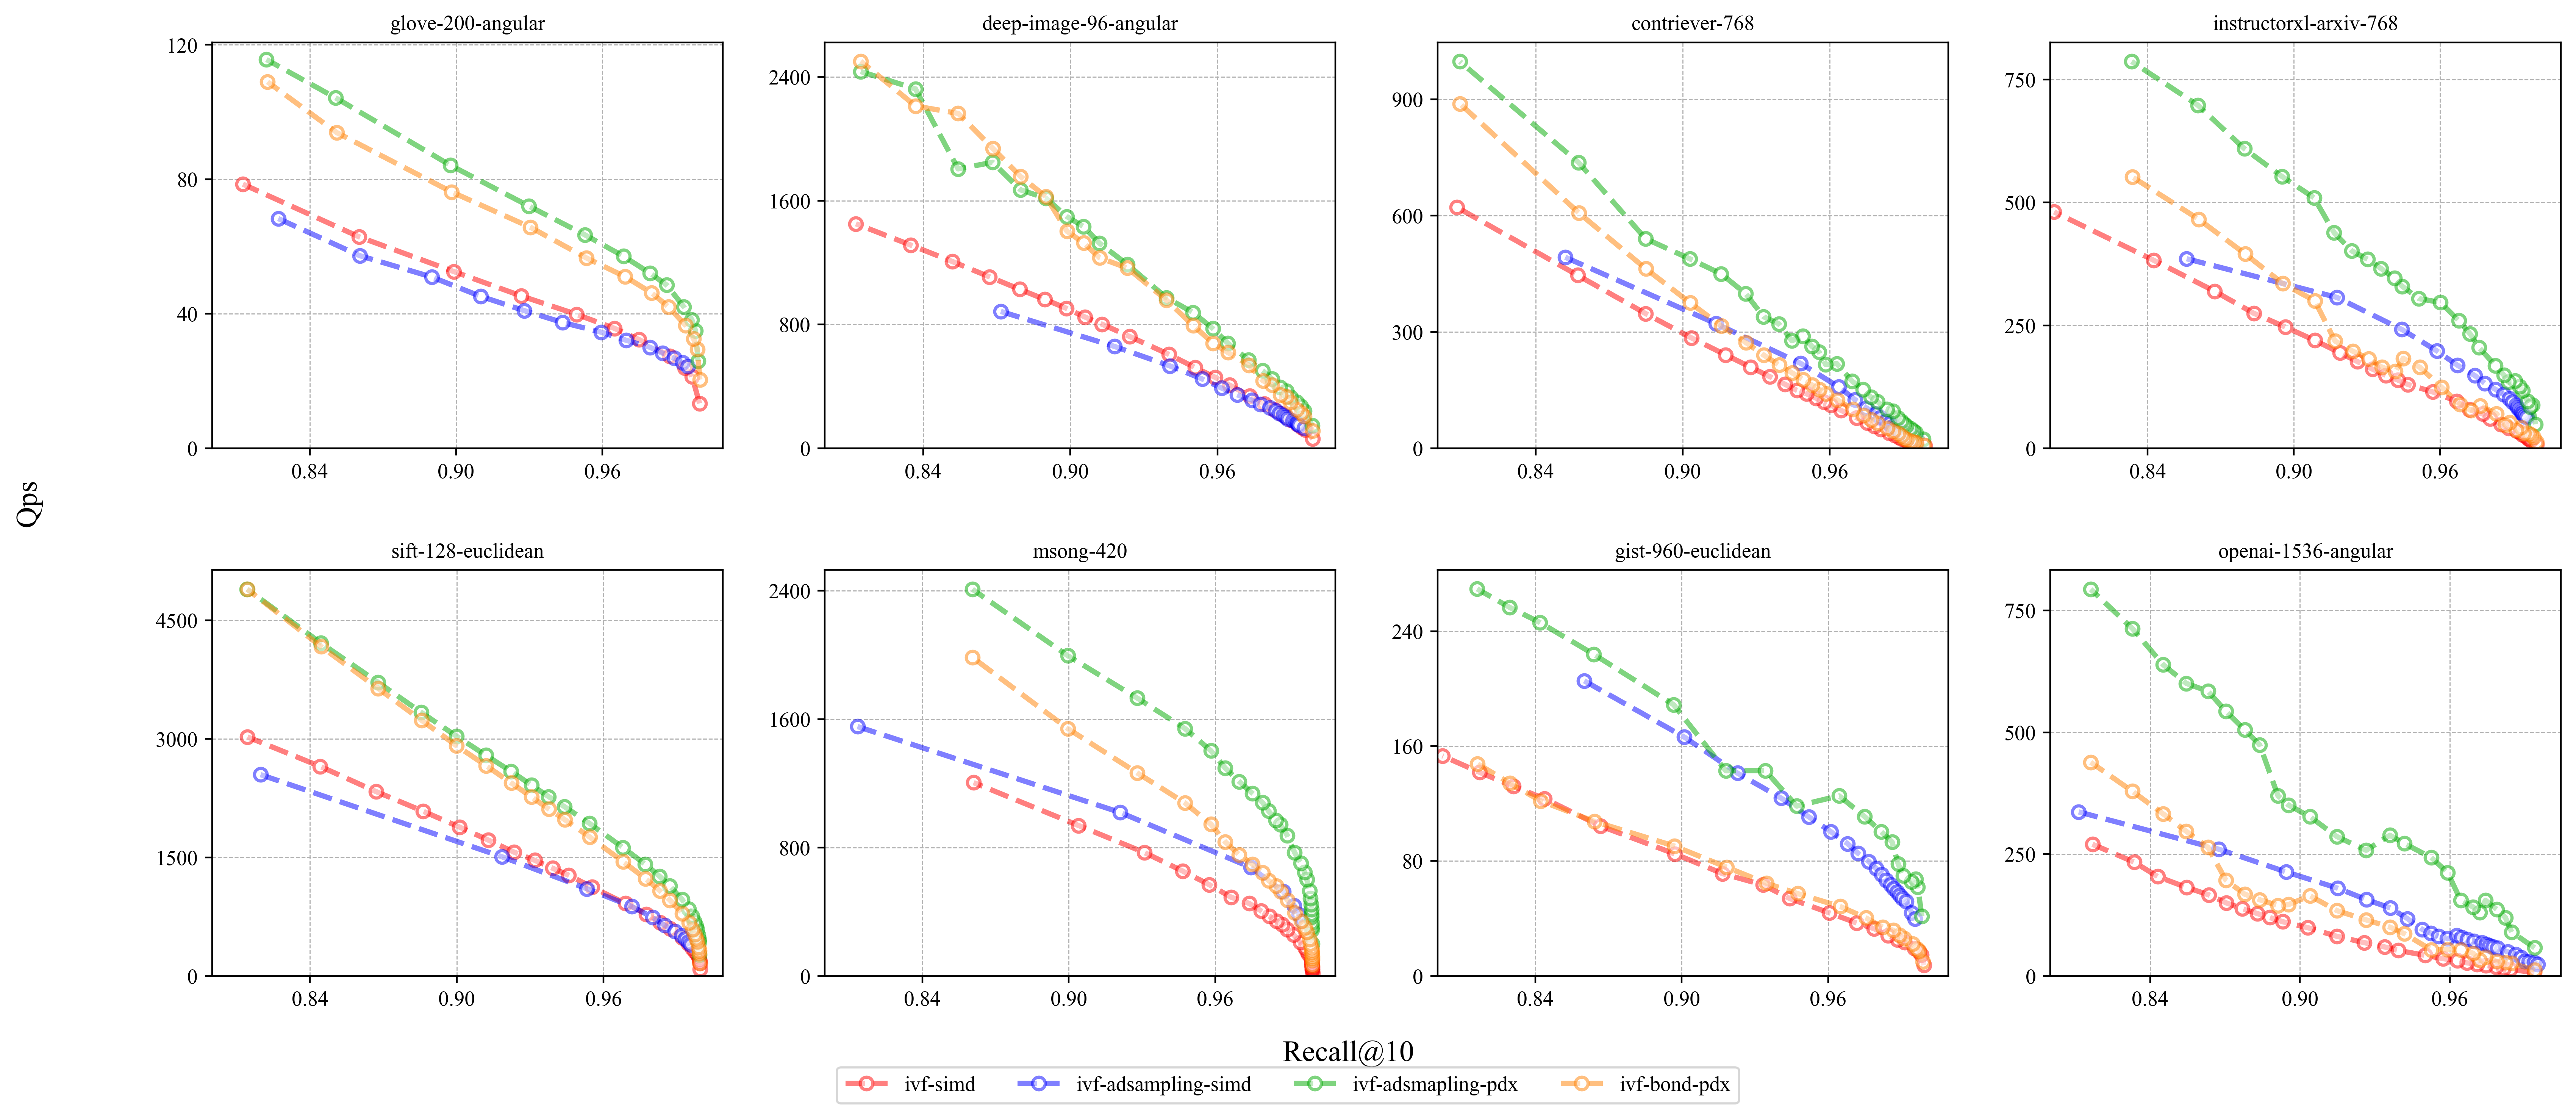 glove-200-angular
deep-image-96-angular
contriever-768
instructorxl-arxiv-768
120
80
40
0
0.84 0.90 0.96
2400
1600
800
0
0.84 0.90 0.96
900
600
300
0
0.84 0.90 0.96
750
500
250
0
0.84 0.90 0.96
Qps
sift-128-euclidean
msong-420
gist-960-euclidean
openai-1536-angular
4500
3000
1500
0
0.84 0.90 0.96
2400
1600
800
0
0.84 0.90 0.96
240
160
80
0
0.84 0.90 0.96
750
500
250
0
0.84 0.90 0.96
Recall@10
ivf-simd ivf-adsampling-simd ivf-adsmapling-pdx ivf-bond-pdx